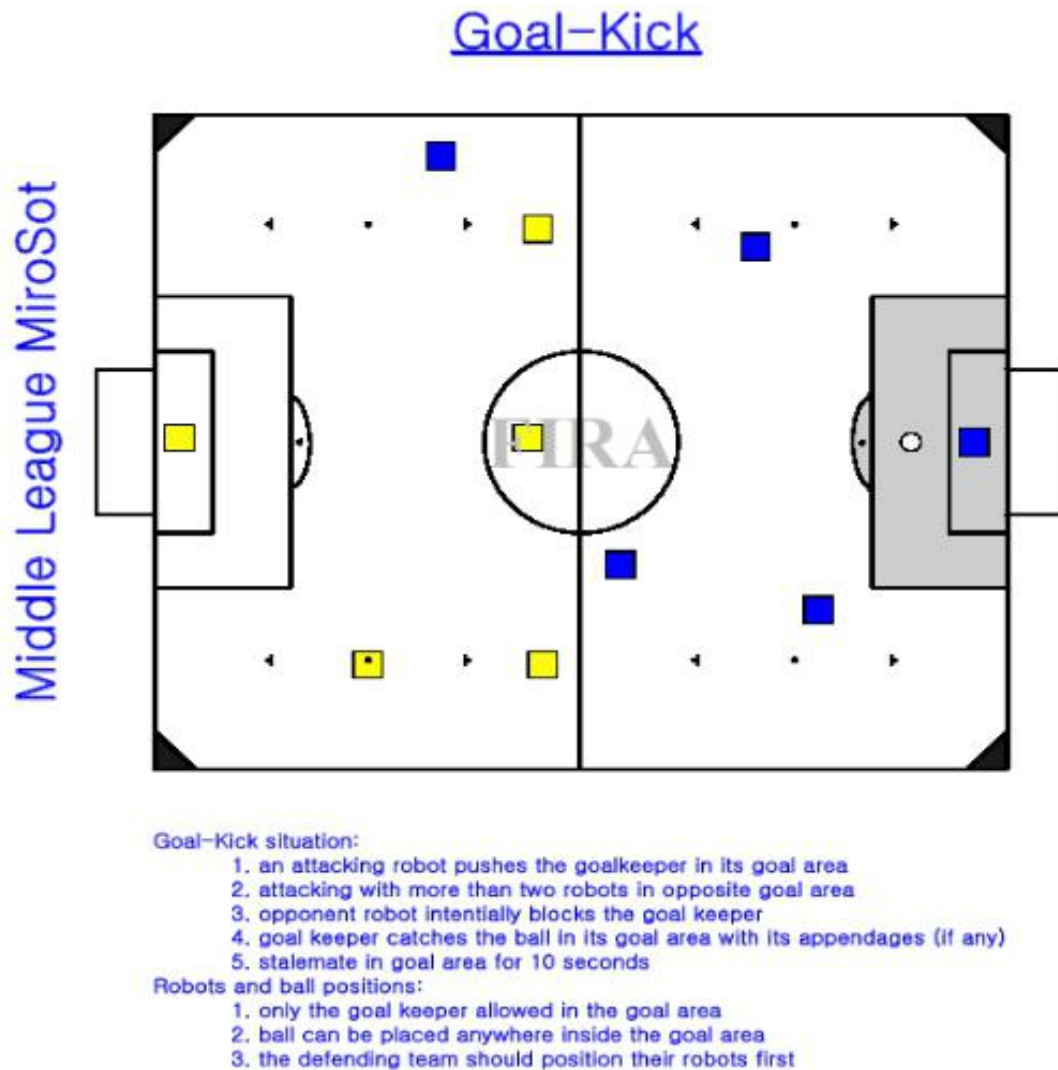 Goal-Kick
Middle League MiroSot
FIRA
Goal-Kick situation:
1. an attacking robot pushes the goalkeeper in its goal area
2. attacking with more than two robots in opposite goal area
3. opponent robot intentially blocks the goal keeper
4. goal keeper catches the ball in its goal area with its appendages (if any)
5. stalemate in goal area for 10 seconds
Robots and ball positions:
1. only the goal keeper allowed in the goal area
2. ball can be placed anywhere inside the goal area
3. the defending team should position their robots first